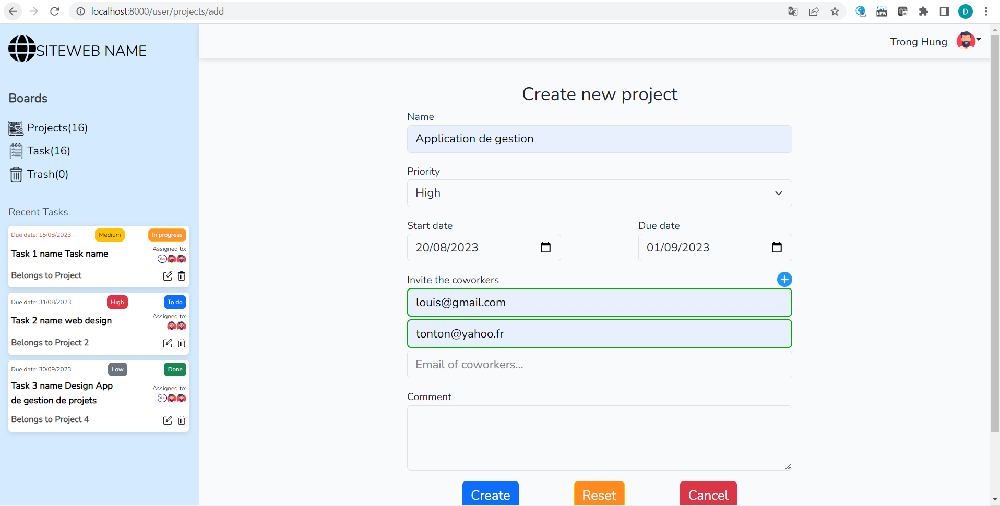 localhost:8000/user/projects/add
NEW
D
SITEWEB NAME
Trong Hung
Boards
Projects(16)
Task(16)
Trash(0)
Recent Tasks
Due date: 15/08/2023 Medium In progress
Task 1 name Task name
Assigned to:
You
Belongs to Project
Due date: 31/08/2023 High To do
Task 2 name web design
Assigned to:
Belongs to Project 2
Due date: 30/09/2023 Low Done
Task 3 name Design App
de gestion de projets
Assigned to:
You
Belongs to Project 4
Create new project
Name
Application de gestion
Priority
High
Start date Due date
20/08/2023 01/09/2023
Invite the coworkers
louis@gmail.com
tonton@yahoo.fr
Email of coworkers...
Comment
Create Reset Cancel